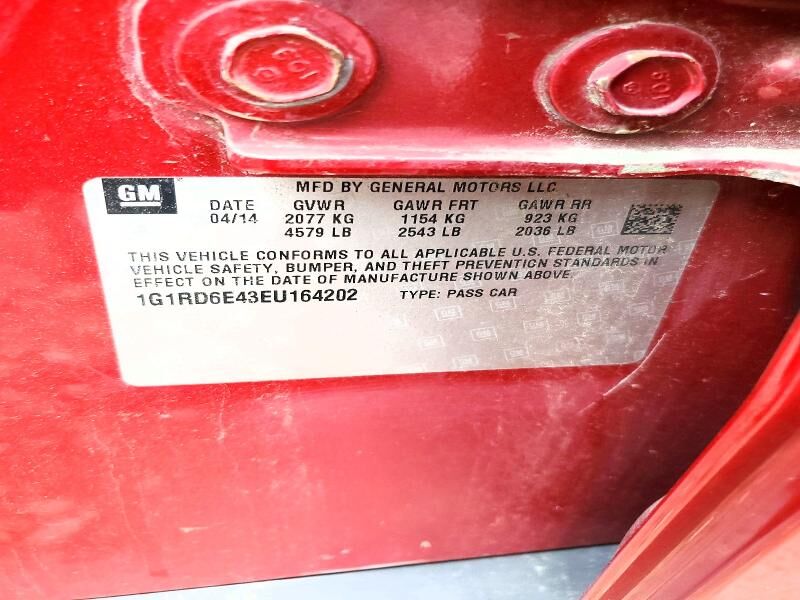 109
109
GM
MFD BY GENERAL MOTORS LLC
DATE GVWR GAWR FRT GAWR RR
04/14 2077 KG 1154 KG 923 KG
4579 LB 2543 LB 2036 LB
THIS VEHICLE CONFORMS TO ALL APPLICABLE U.S. FEDERAL MOTOR
VEHICLE SAFETY, BUMPER, AND THEFT PREVENTION STANDARDS IN
EFFECT ON THE DATE OF MANUFACTURE SHOWN ABOVE.
1G1RD6E43EU164202 TYPE: PASS CAR